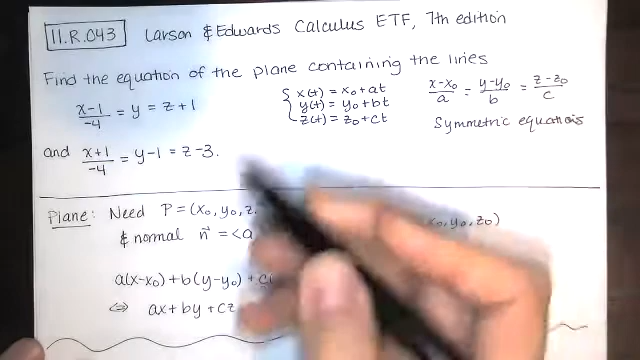 11.R.043 Larson & Edwards Calculus ETF, 7th edition
Find the equation of the plane containing the lines
x-1/-4 = y = z+1
{ x(t) = x₀+at
y(t) = y₀+bt
z(t) = z₀+ct
x-x₀/a = y-y₀/b = z-z₀/c
Symmetric equations
and x+1/-4 = y-1 = z-3.
Plane: Need P = (x₀, y₀, z x₀, y₀, z₀)
& normal n⃗ = <a
a(x-x₀)+b(y-y₀)+
⇔ ax+by+cz